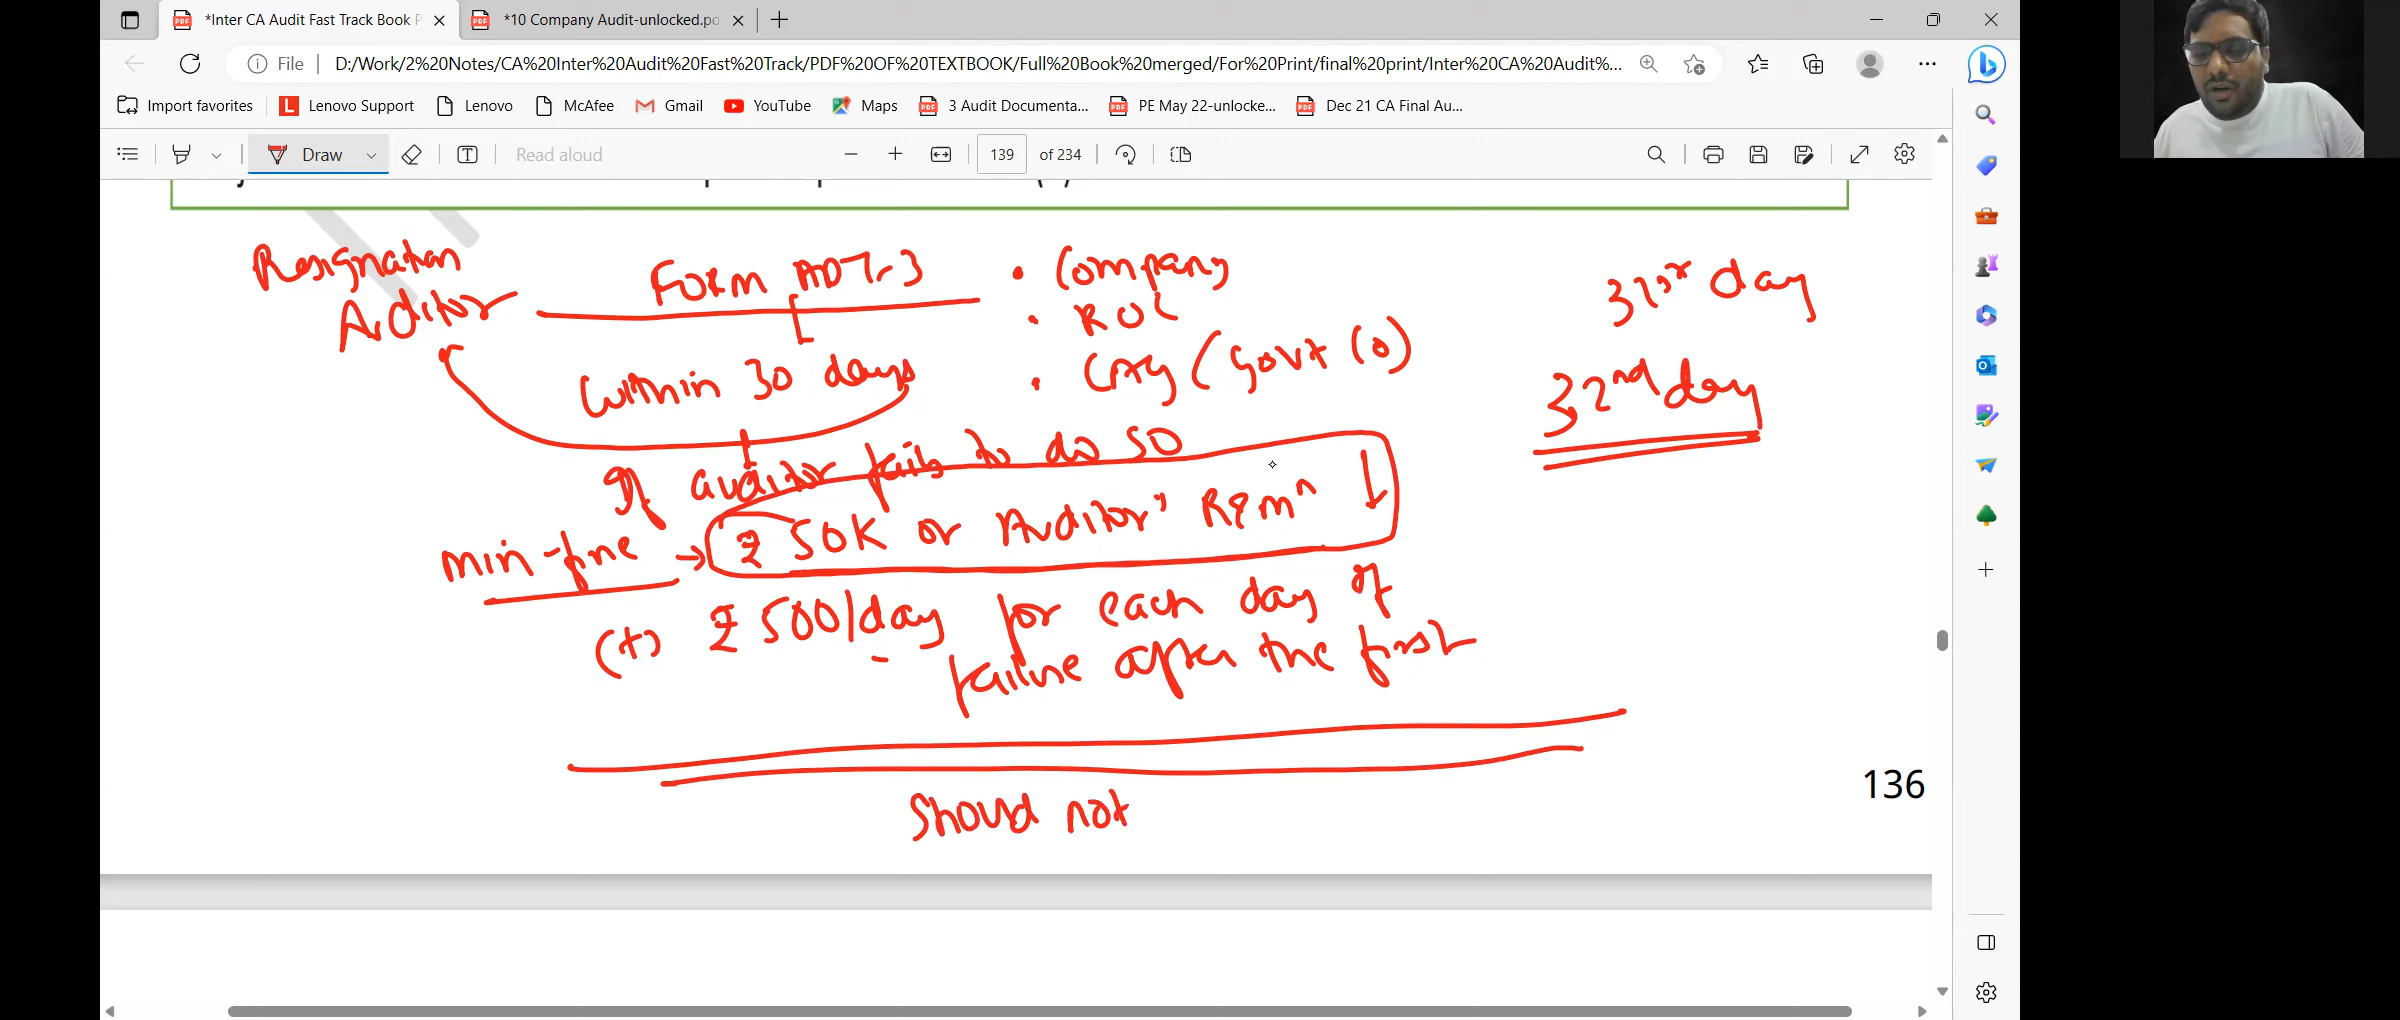 *Inter CA Audit Fast Track Book P
*10 Company Audit-unlocked.pd
File
D:/Work/2%20Notes/CA%20Inter%20Audit%20Fast%20Track/PDF%20OF%20TEXTBOOK/Full%20Book%20merged/For%20Print/final%20print/Inter%20CA%20Audit%...
Import favorites
Lenovo Support
Lenovo
McAfee
Gmail
YouTube
Maps
3 Audit Documenta...
PE May 22-unlocke...
Dec 21 CA Final Au...
Draw
Read aloud
139
of 234
Resignation
Auditor
FORM ADT-3
• Company
• ROC
• CAG (Govt Co)
31st day
32nd day
Within 30 days
If auditor fails to do so
min-fine → ₹ 50K or Auditor's Rem^n ↓
(+) ₹ 500/day for each day of
failure after the first
Should not
136